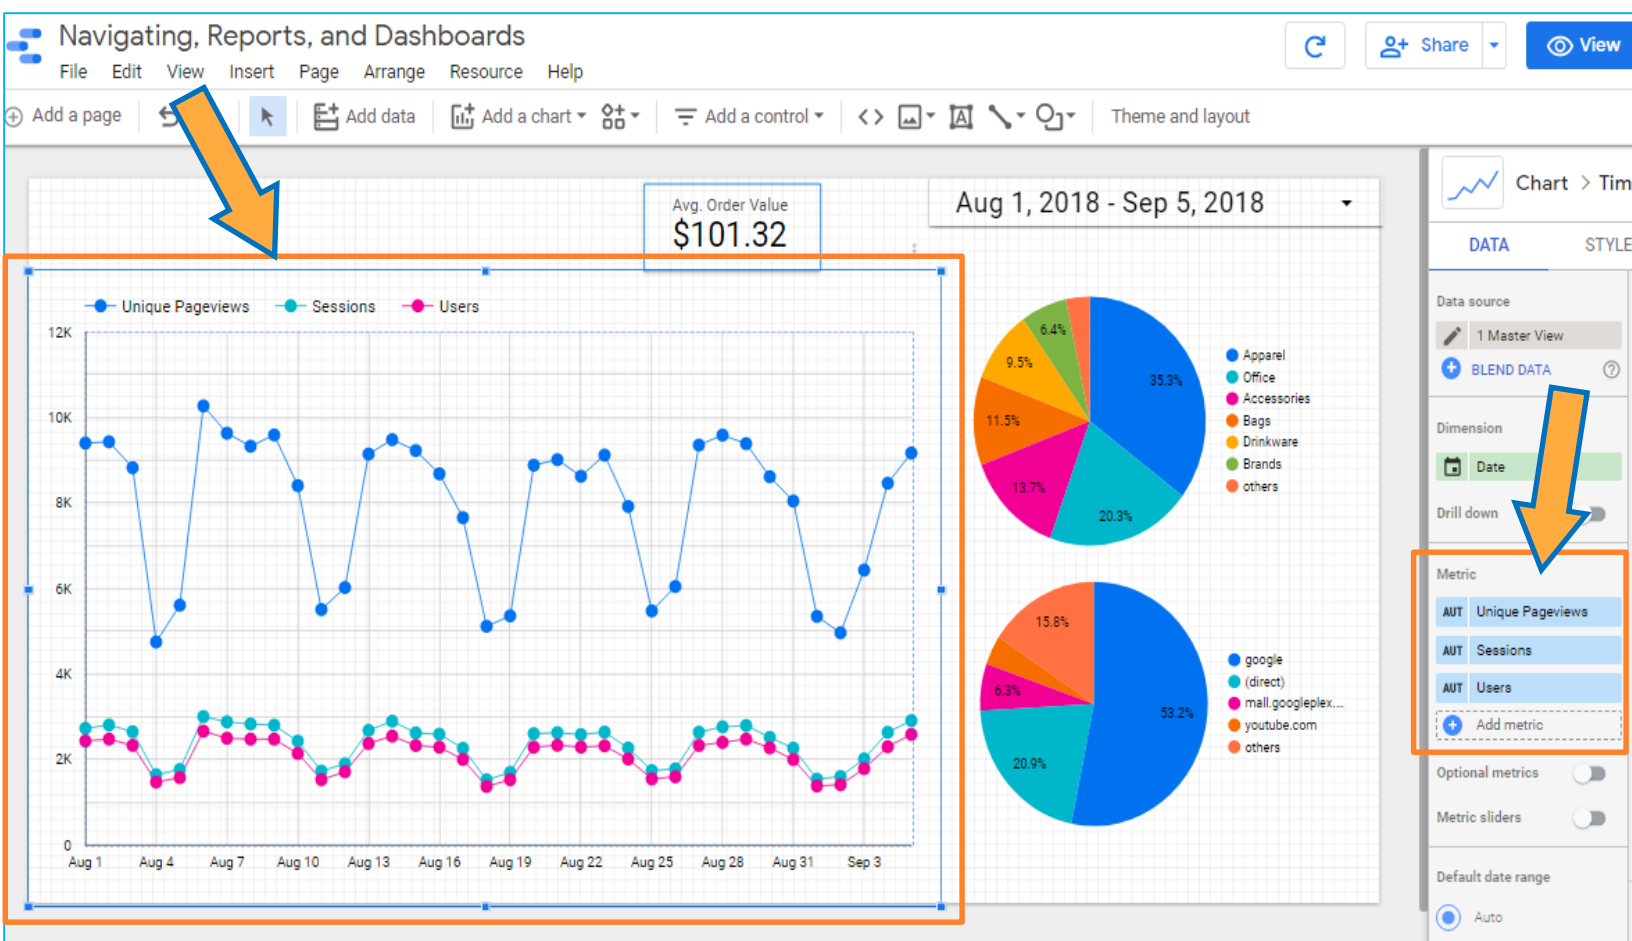 Navigating, Reports, and Dashboards
File Edit View Insert Page Arrange Resource Help
Share
View
Add a page
Add data
Add a chart
Add a control
Theme and layout
Avg. Order Value
$101.32
Aug 1, 2018 - Sep 5, 2018
Unique Pageviews Sessions Users
12K
10K
8K
6K
4K
2K
0
Aug 1 Aug 4 Aug 7 Aug 10 Aug 13 Aug 16 Aug 19 Aug 22 Aug 25 Aug 28 Aug 31 Sep 3
6.4%
9.5%
35.3%
11.5%
13.7%
20.3%
Apparel
Office
Accessories
Bags
Drinkware
Brands
others
15.8%
6.3%
53.2%
20.9%
google
(direct)
mall.googleplex....
youtube.com
others
Chart > Tim
DATA STYLE
Data source
1 Master View
BLEND DATA
Dimension
Date
Drill down
Metric
AUT Unique Pageviews
AUT Sessions
AUT Users
Add metric
Optional metrics
Metric sliders
Default date range
Auto